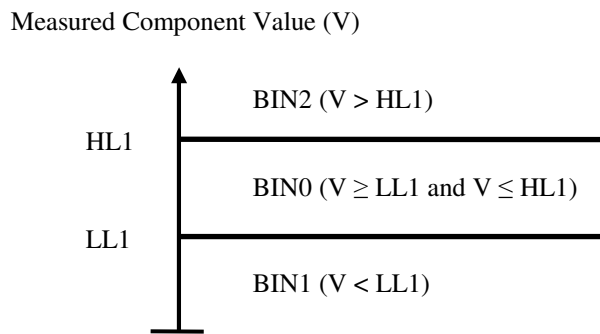 Measured Component Value (V)
BIN2 (V > HL1)
HL1
BIN0 (V ≥ LL1 and V ≤ HL1)
LL1
BIN1 (V < LL1)